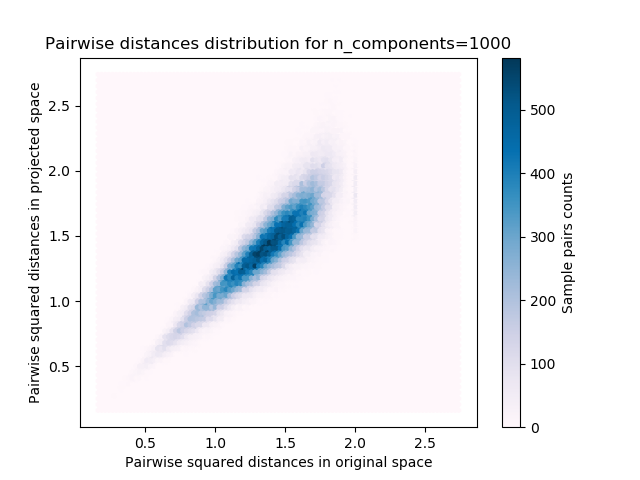 Pairwise distances distribution for n_components=1000
Pairwise squared distances in projected space
2.5
2.0
1.5
1.0
0.5
0.5 1.0 1.5 2.0 2.5
Pairwise squared distances in original space
500
400
300
200
100
0
Sample pairs counts